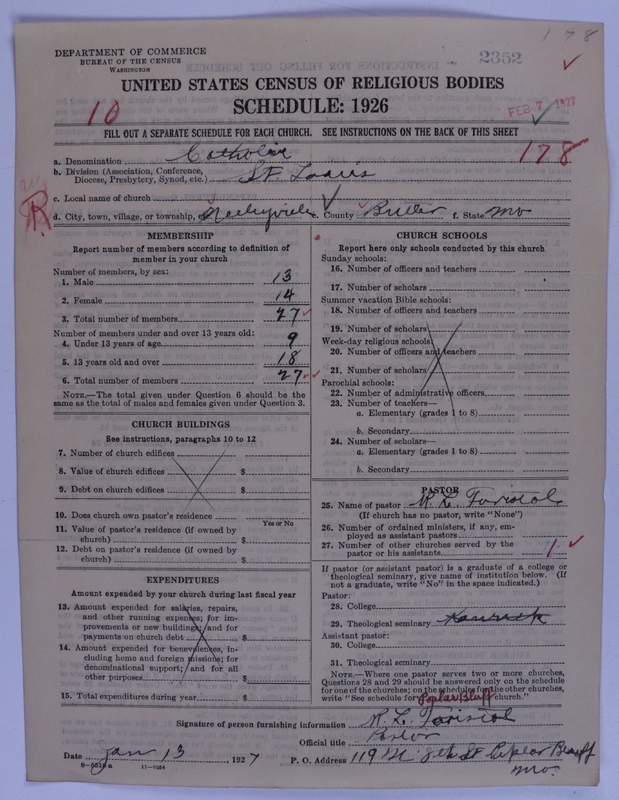 178
DEPARTMENT OF COMMERCE
BUREAU OF THE CENSUS
WASHINGTON
2352
UNITED STATES CENSUS OF RELIGIOUS BODIES
SCHEDULE: 1926
10
FEB 7 1927
FILL OUT A SEPARATE SCHEDULE FOR EACH CHURCH. SEE INSTRUCTIONS ON THE BACK OF THIS SHEET
178
a. Denomination Catholic
b. Division (Association, Conference, Diocese, Presbytery, Synod, etc.) St. Louis
c. Local name of church
R
d. City, town, village, or township, Neelyville e. County Butler f. State Mo
MEMBERSHIP
Report number of members according to definition of
member in your church
Number of members, by sex:
1. Male 13
2. Female 14
3. Total number of members 27
Number of members under and over 13 years old:
4. Under 13 years of age 9
5. 13 years old and over 18
6. Total number of members 27
NOTE.—The total given under Question 6 should be the
same as the total of males and females given under Question 3.
CHURCH BUILDINGS
See instructions, paragraphs 10 to 12
7. Number of church edifices
8. Value of church edifices $
9. Debt on church edifices $
10. Does church own pastor's residence
Yes or No
11. Value of pastor's residence (if owned by
church) $
12. Debt on pastor's residence (if owned by
church) $
EXPENDITURES
Amount expended by your church during last fiscal year
13. Amount expended for salaries, repairs,
and other running expenses; for im-
provements or new buildings; and for
payments on church debt $
14. Amount expended for benevolences, in-
cluding home and foreign missions; for
denominational support; and for all
other purposes $
15. Total expenditures during year $
CHURCH SCHOOLS
Report here only schools conducted by this church
Sunday schools:
16. Number of officers and teachers
17. Number of scholars
Summer vacation Bible schools:
18. Number of officers and teachers
19. Number of scholars
Week-day religious schools:
20. Number of officers and teachers
21. Number of scholars
Parochial schools:
22. Number of administrative officers
23. Number of teachers—
a. Elementary (grades 1 to 8)
b. Secondary
24. Number of scholars—
a. Elementary (grades 1 to 8)
b. Secondary
PASTOR
25. Name of pastor
(If church has no pastor, write "None")
26. Number of ordained ministers, if any, em-
ployed as assistant pastors
27. Number of other churches served by the
pastor or his assistants 1
If pastor (or assistant pastor) is a graduate of a college or
theological seminary, give name of institution below. (If
not a graduate, write "No" in the space indicated.)
Pastor:
28. College
29. Theological seminary Kenrick
Assistant pastor:
30. College
31. Theological seminary
NOTE.—Where one pastor serves two or more churches,
Questions 28 and 29 should be answered only on the schedule
for one of the churches; on the schedules for the other churches,
write "See schedule for Poplar Bluff church."
Signature of person furnishing information
Official title Pastor
Date Jan 13, 1927 P. O. Address 119 N. 8th St Poplar Bluff
Mo.
8—5518a 11—9264